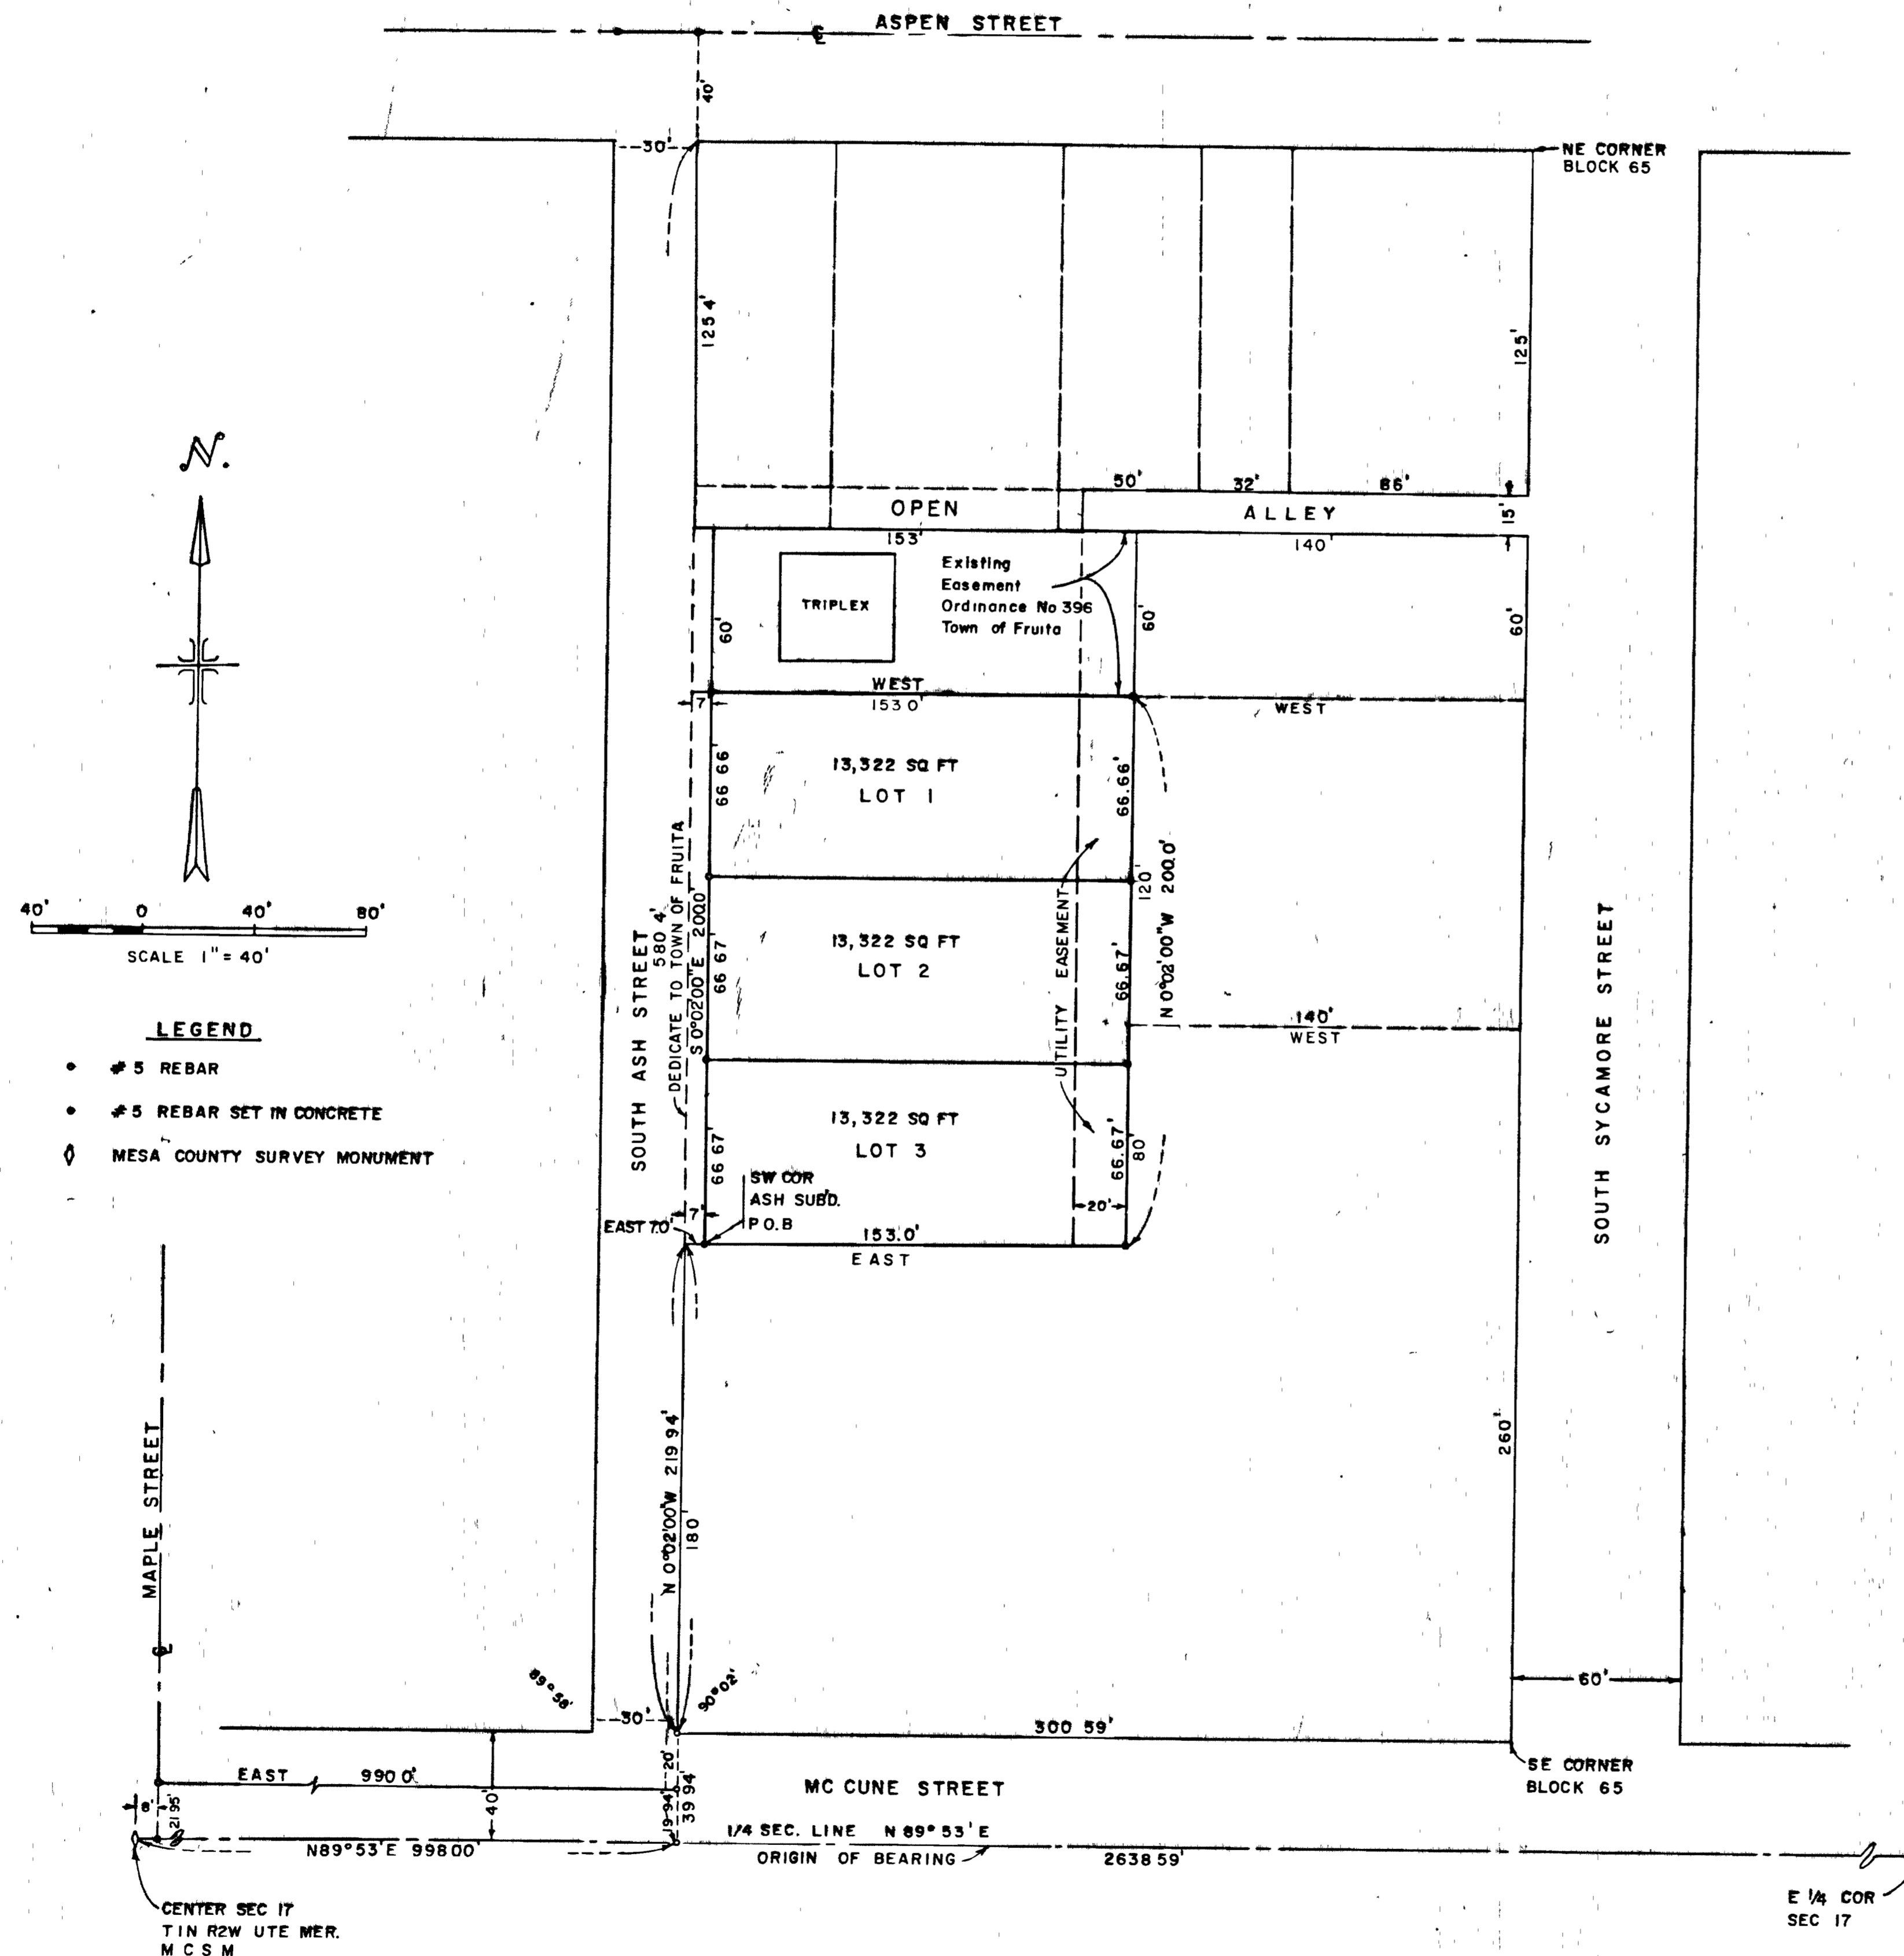 ASPEN STREET
40'
30'
NE CORNER
BLOCK 65
125 4'
125'
N.
50'
32'
86'
OPEN
ALLEY
15'
153'
140'
Existing
Easement
Ordinance No 396
Town of Fruita
TRIPLEX
60'
60'
60'
WEST
153 0'
7'
WEST
13,322 SQ FT
LOT 1
66 66'
66.66'
120'
N 0°02'00"W 200.0'
40' 0 40' 80'
SCALE 1" = 40'
13,322 SQ FT
LOT 2
66 67'
66.67'
SOUTH ASH STREET
580 4'
DEDICATE TO TOWN OF FRUITA
S 0°02'00"E 200.0'
UTILITY EASEMENT
140'
WEST
SOUTH SYCAMORE STREET
LEGEND
#5 REBAR
#5 REBAR SET IN CONCRETE
MESA COUNTY SURVEY MONUMENT
13,322 SQ FT
LOT 3
66 67'
66.67'
80'
20'
SW COR
ASH SUB'D.
P.O.B
7'
EAST 7.0'
153.0'
EAST
MAPLE STREET
N 0°02'00"W 219 94'
180'
260'
89°58'
90°02'
30'
300 59'
60'
SE CORNER
BLOCK 65
EAST 990 0'
40'
20'
19 94'
39 94'
MC CUNE STREET
8'
21 95'
1/4 SEC. LINE N 89° 53' E
N89°53'E 998 00'
ORIGIN OF BEARING
2638 59'
CENTER SEC 17
T1N R2W UTE MER.
M C S M
E 1/4 COR
SEC 17